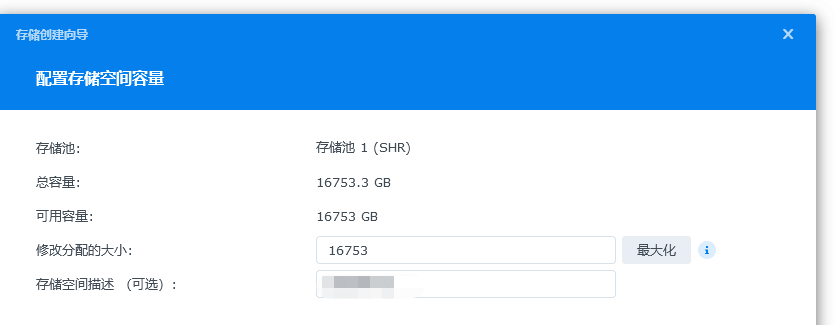 存储创建向导
配置存储空间容量
存储池: 存储池 1 (SHR)
总容量: 16753.3 GB
可用容量: 16753 GB
修改分配的大小: 16753 最大化
存储空间描述 （可选）: